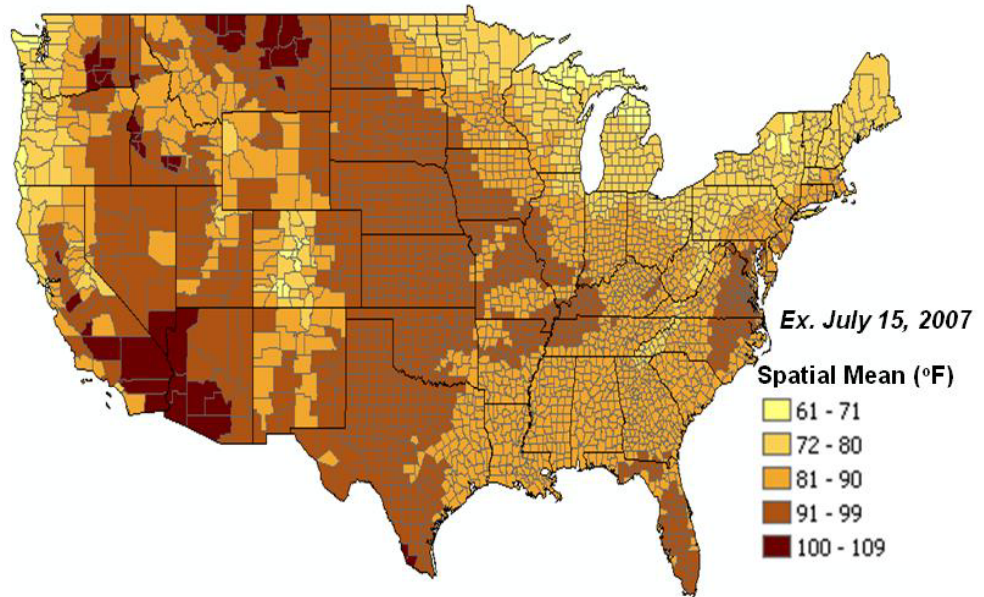 Ex. July 15, 2007
Spatial Mean (°F)
61 - 71
72 - 80
81 - 90
91 - 99
100 - 109